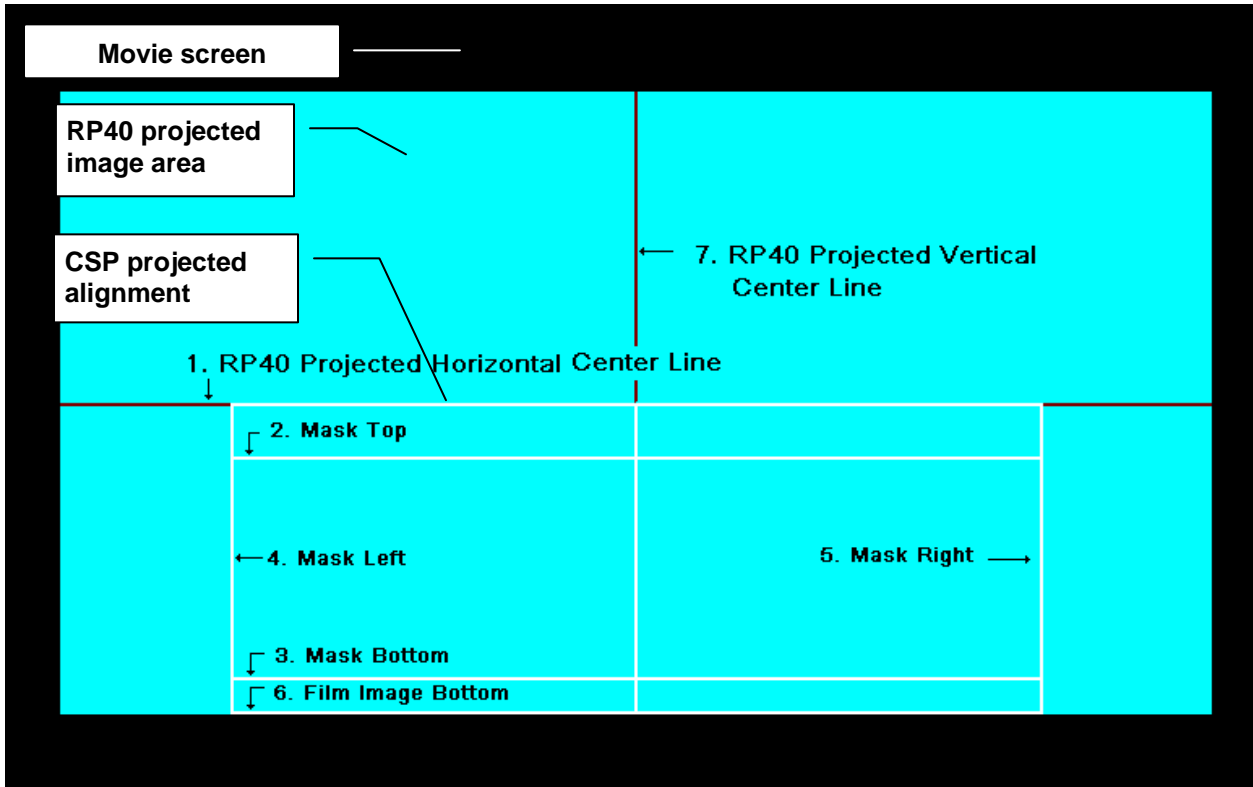 Movie screen
RP40 projected
image area
CSP projected
alignment
7. RP40 Projected Vertical
Center Line
1. RP40 Projected Horizontal Center Line
2. Mask Top
4. Mask Left
5. Mask Right
3. Mask Bottom
6. Film Image Bottom